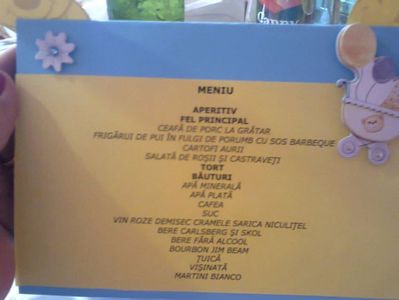 MENIU
APERITIV
FEL PRINCIPAL
CEAFĂ DE PORC LA GRĂTAR
FRIGĂRUI DE PUI ÎN FULGI DE PORUMB CU SOS BARBEQUE
CARTOFI AURII
SALATĂ DE ROȘII ȘI CASTRAVEȚI
TORT
BĂUTURI
APĂ MINERALĂ
APĂ PLATĂ
CAFEA
SUC
VIN ROZE DEMISEC CRAMELE SARICA NICULIȚEL
BERE CARLSBERG ȘI SKOL
BERE FĂRĂ ALCOOL
BOURBON JIM BEAM
ȚUICĂ
VIȘINATĂ
MARTINI BIANCO